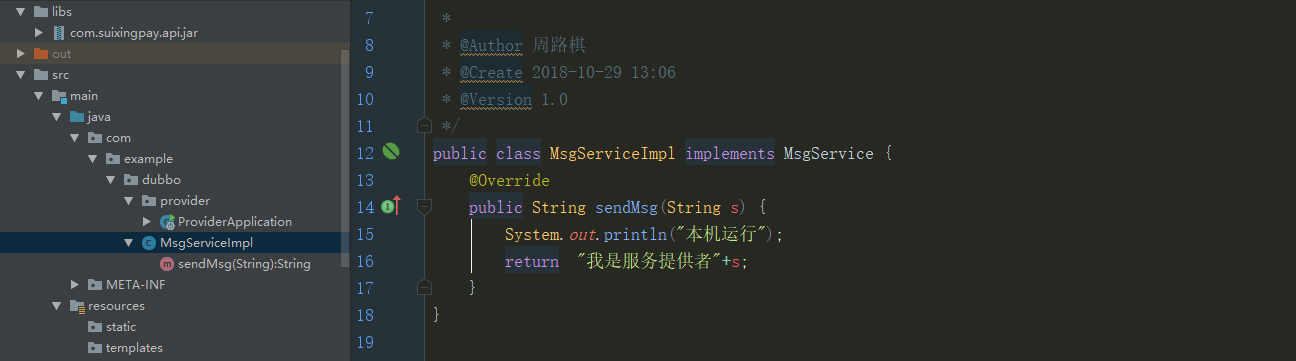 libs
com.suixingpay.api.jar
out
src
main
java
com
example
dubbo
provider
ProviderApplication
MsgServiceImpl
sendMsg(String):String
META-INF
resources
static
templates
7 *
8 * @Author 周路棋
9 * @Create 2018-10-29 13:06
10 * @Version 1.0
11 */
12 public class MsgServiceImpl implements MsgService {
13 @Override
14 public String sendMsg(String s) {
15 System.out.println("本机运行");
16 return "我是服务提供者"+s;
17 }
18 }
19